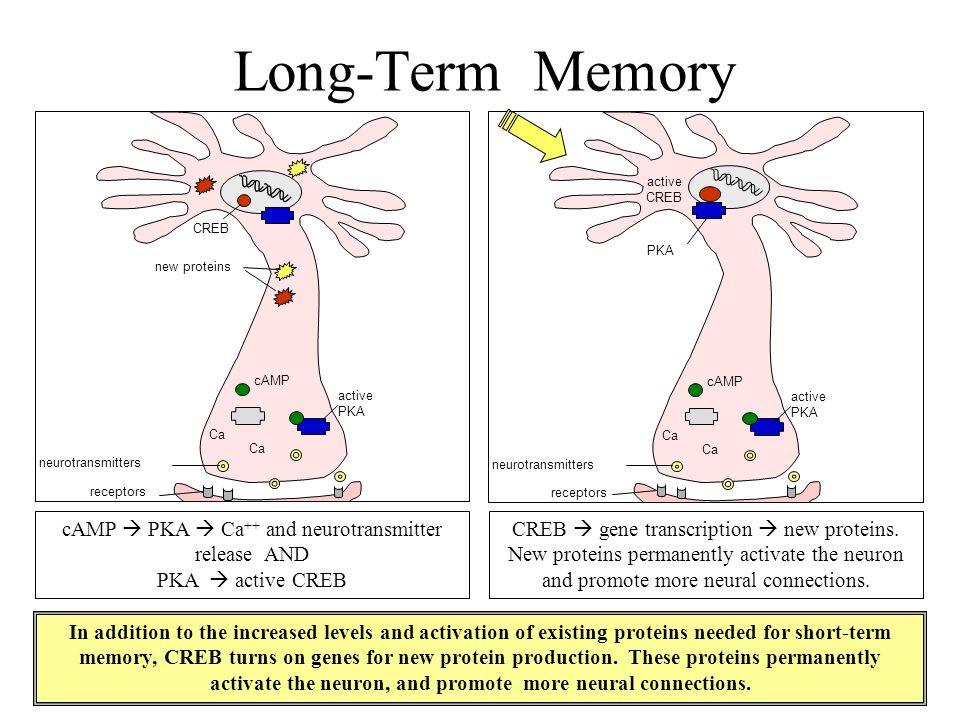 Long-Term Memory
CREB
new proteins
cAMP
active
PKA
Ca
Ca
neurotransmitters
receptors
active
CREB
PKA
cAMP
active
PKA
Ca
Ca
neurotransmitters
receptors
cAMP → PKA → Ca⁺⁺ and neurotransmitter
release AND
PKA → active CREB
CREB → gene transcription → new proteins.
New proteins permanently activate the neuron
and promote more neural connections.
In addition to the increased levels and activation of existing proteins needed for short-term
memory, CREB turns on genes for new protein production. These proteins permanently
activate the neuron, and promote more neural connections.